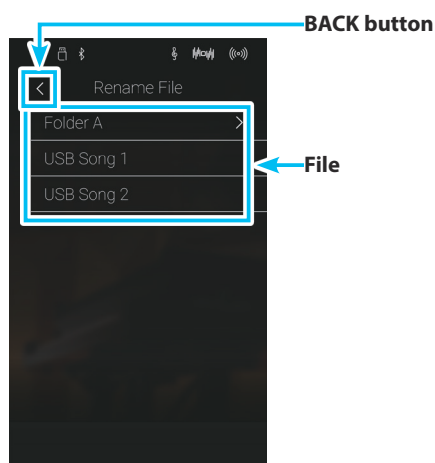 BACK button
Rename File
Folder A
File
USB Song 1
USB Song 2